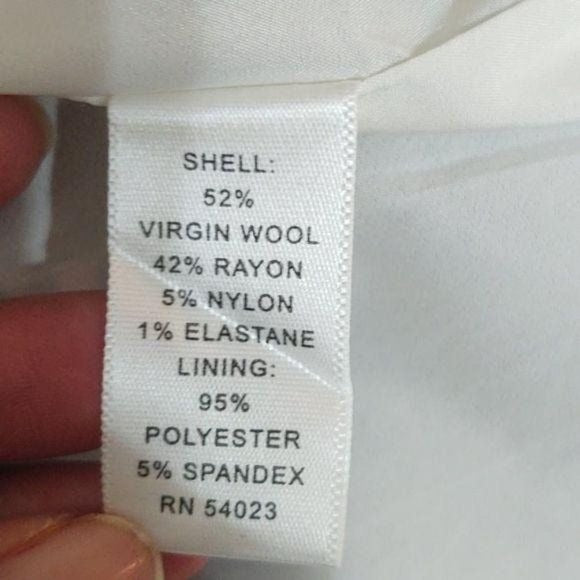 SHELL:
52%
VIRGIN WOOL
42% RAYON
5% NYLON
1% ELASTANE
LINING:
95%
POLYESTER
5% SPANDEX
RN 54023